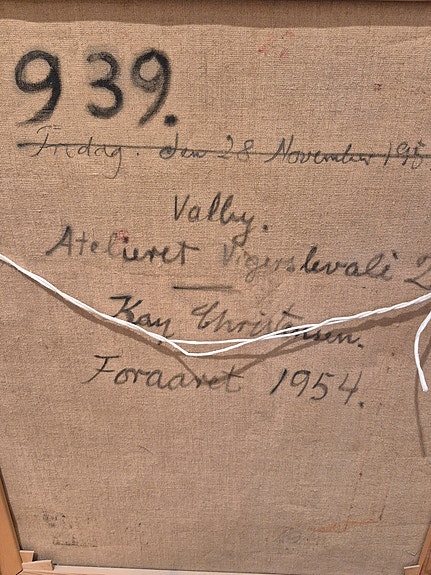 939.
Fredag. den 28 November 195
Valby.
Atelieret Vigerslevalé 2
Kay Christensen.
Foraaret 1954.